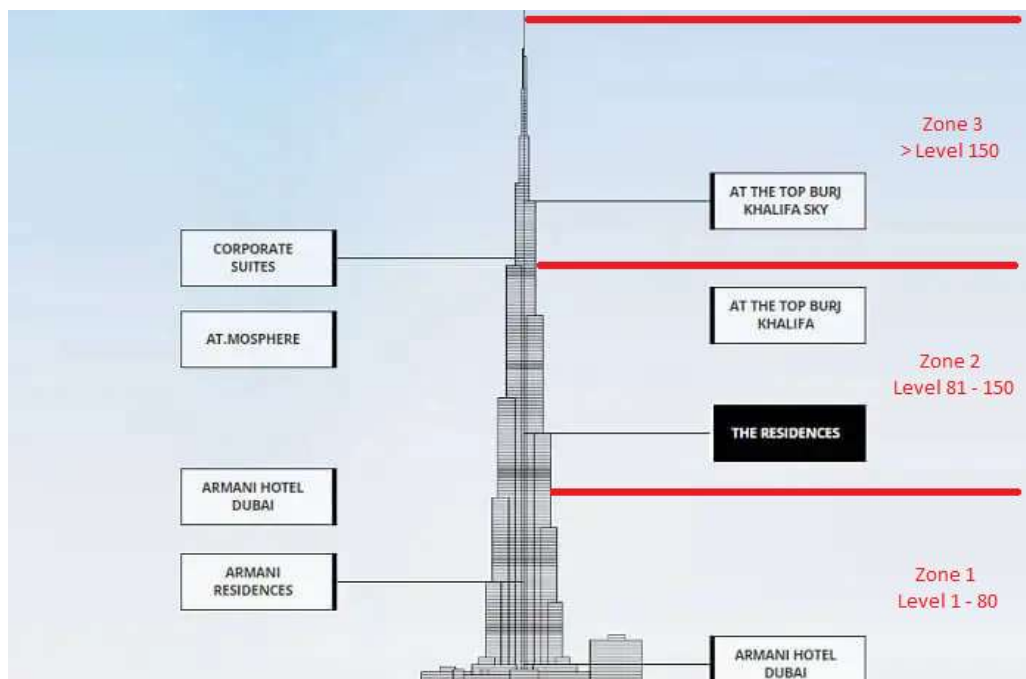 Zone 3
> Level 150
AT THE TOP BURJ
KHALIFA SKY
CORPORATE
SUITES
AT THE TOP BURJ
KHALIFA
AT.MOSPHERE
Zone 2
Level 81 - 150
THE RESIDENCES
ARMANI HOTEL
DUBAI
ARMANI
RESIDENCES
Zone 1
Level 1 - 80
ARMANI HOTEL
DUBAI